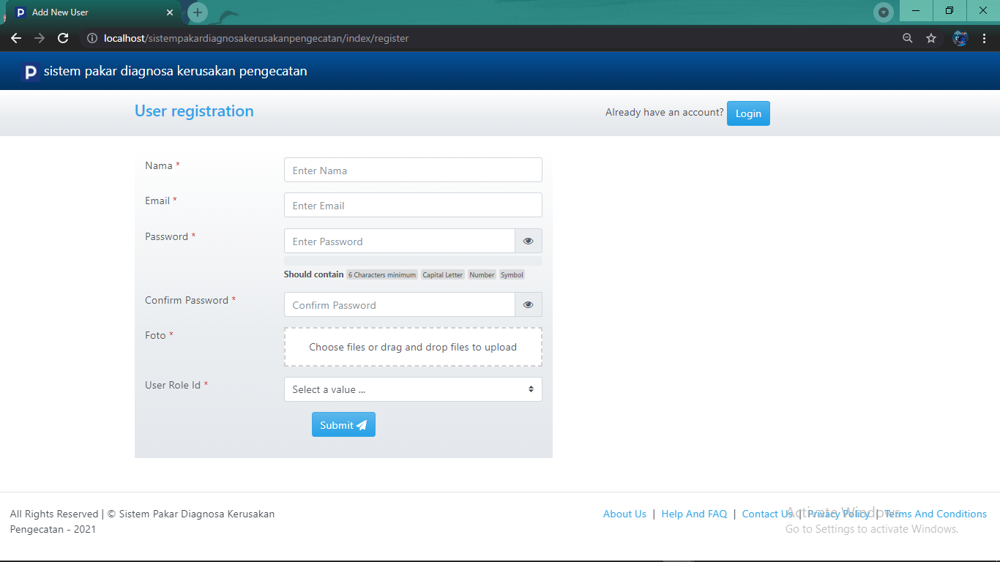 Add New User
localhost/sistempakardiagnosakerusakanpengecatan/index/register
P sistem pakar diagnosa kerusakan pengecatan
User registration
Already have an account? Login
Nama *
Enter Nama
Email *
Enter Email
Password *
Enter Password
Should contain 6 Characters minimum Capital Letter Number Symbol
Confirm Password *
Confirm Password
Foto *
Choose files or drag and drop files to upload
User Role Id *
Select a value ...
Submit
All Rights Reserved | © Sistem Pakar Diagnosa Kerusakan
Pengecatan - 2021
About Us | Help And FAQ | Contact Us | Privacy Policy | Terms And Conditions
Activate Windows
Go to Settings to activate Windows.